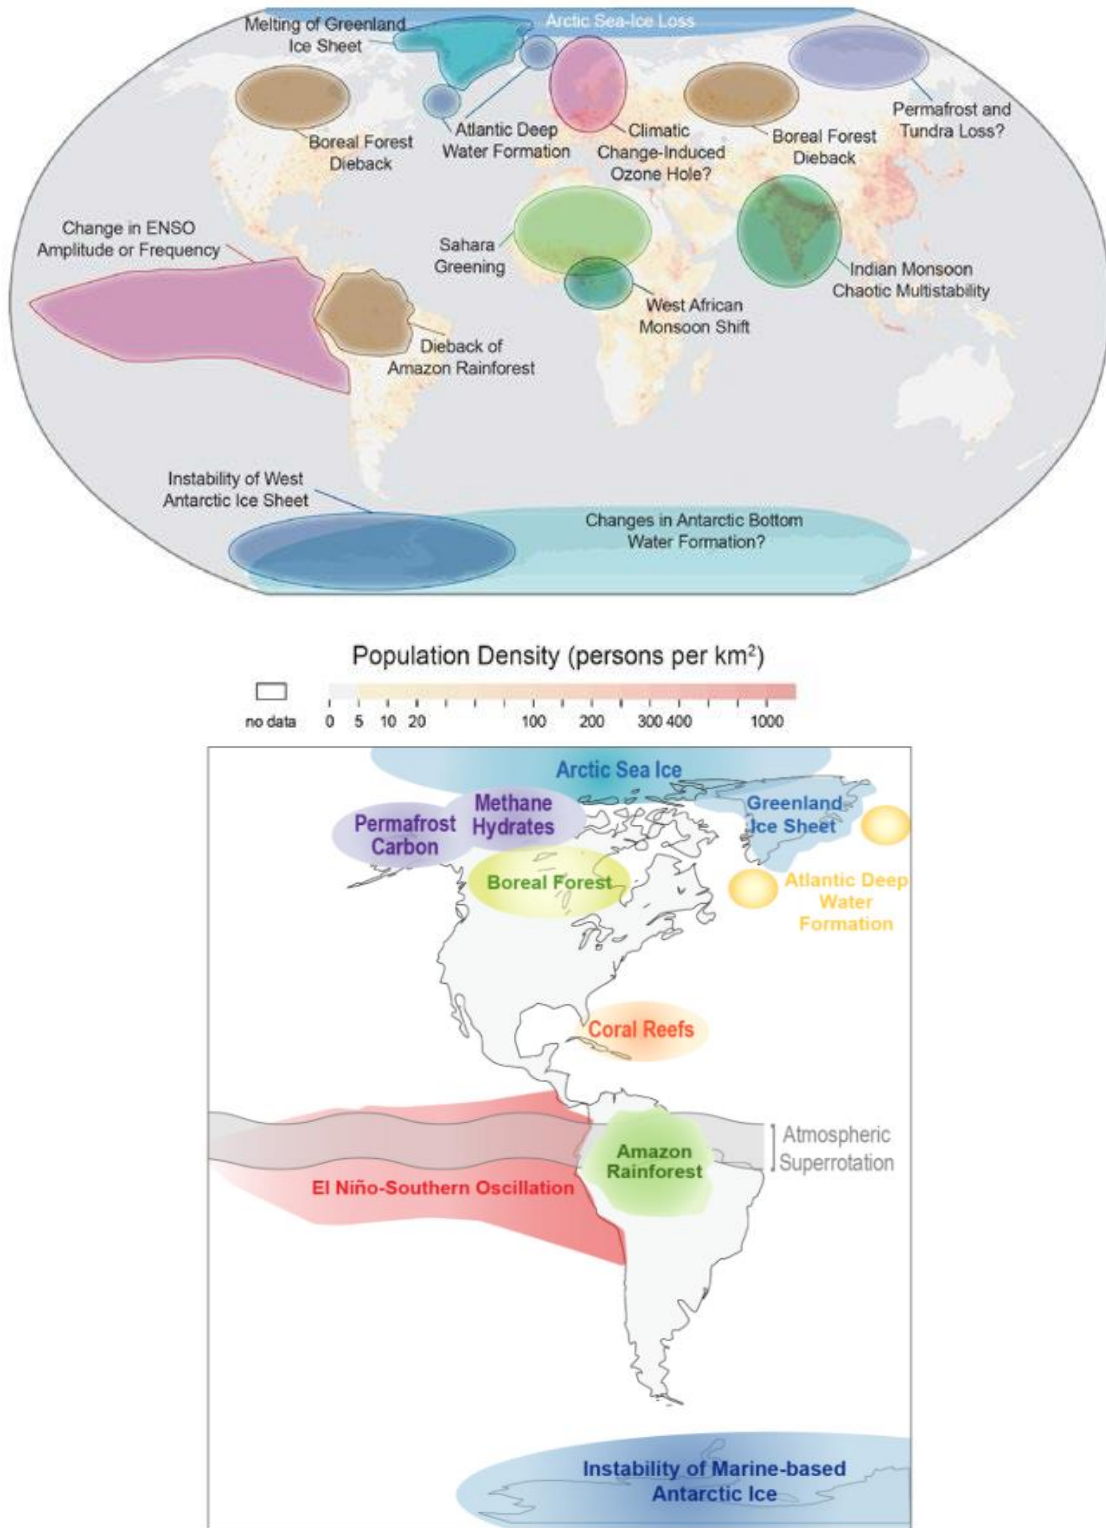 Melting of Greenland
Ice Sheet
Arctic Sea-Ice Loss
Boreal Forest
Dieback
Atlantic Deep
Water Formation
Climatic
Change-Induced
Ozone Hole?
Boreal Forest
Dieback
Permafrost and
Tundra Loss?
Change in ENSO
Amplitude or Frequency
Sahara
Greening
Indian Monsoon
Chaotic Multistability
West African
Monsoon Shift
Dieback of
Amazon Rainforest
Instability of West
Antarctic Ice Sheet
Changes in Antarctic Bottom
Water Formation?
Population Density (persons per km²)
no data 0 5 10 20 100 200 300 400 1000
Arctic Sea Ice
Methane
Hydrates
Permafrost
Carbon
Greenland
Ice Sheet
Boreal Forest
Atlantic Deep
Water
Formation
Coral Reefs
Atmospheric
Superrotation
Amazon
Rainforest
El Niño-Southern Oscillation
Instability of Marine-based
Antarctic Ice